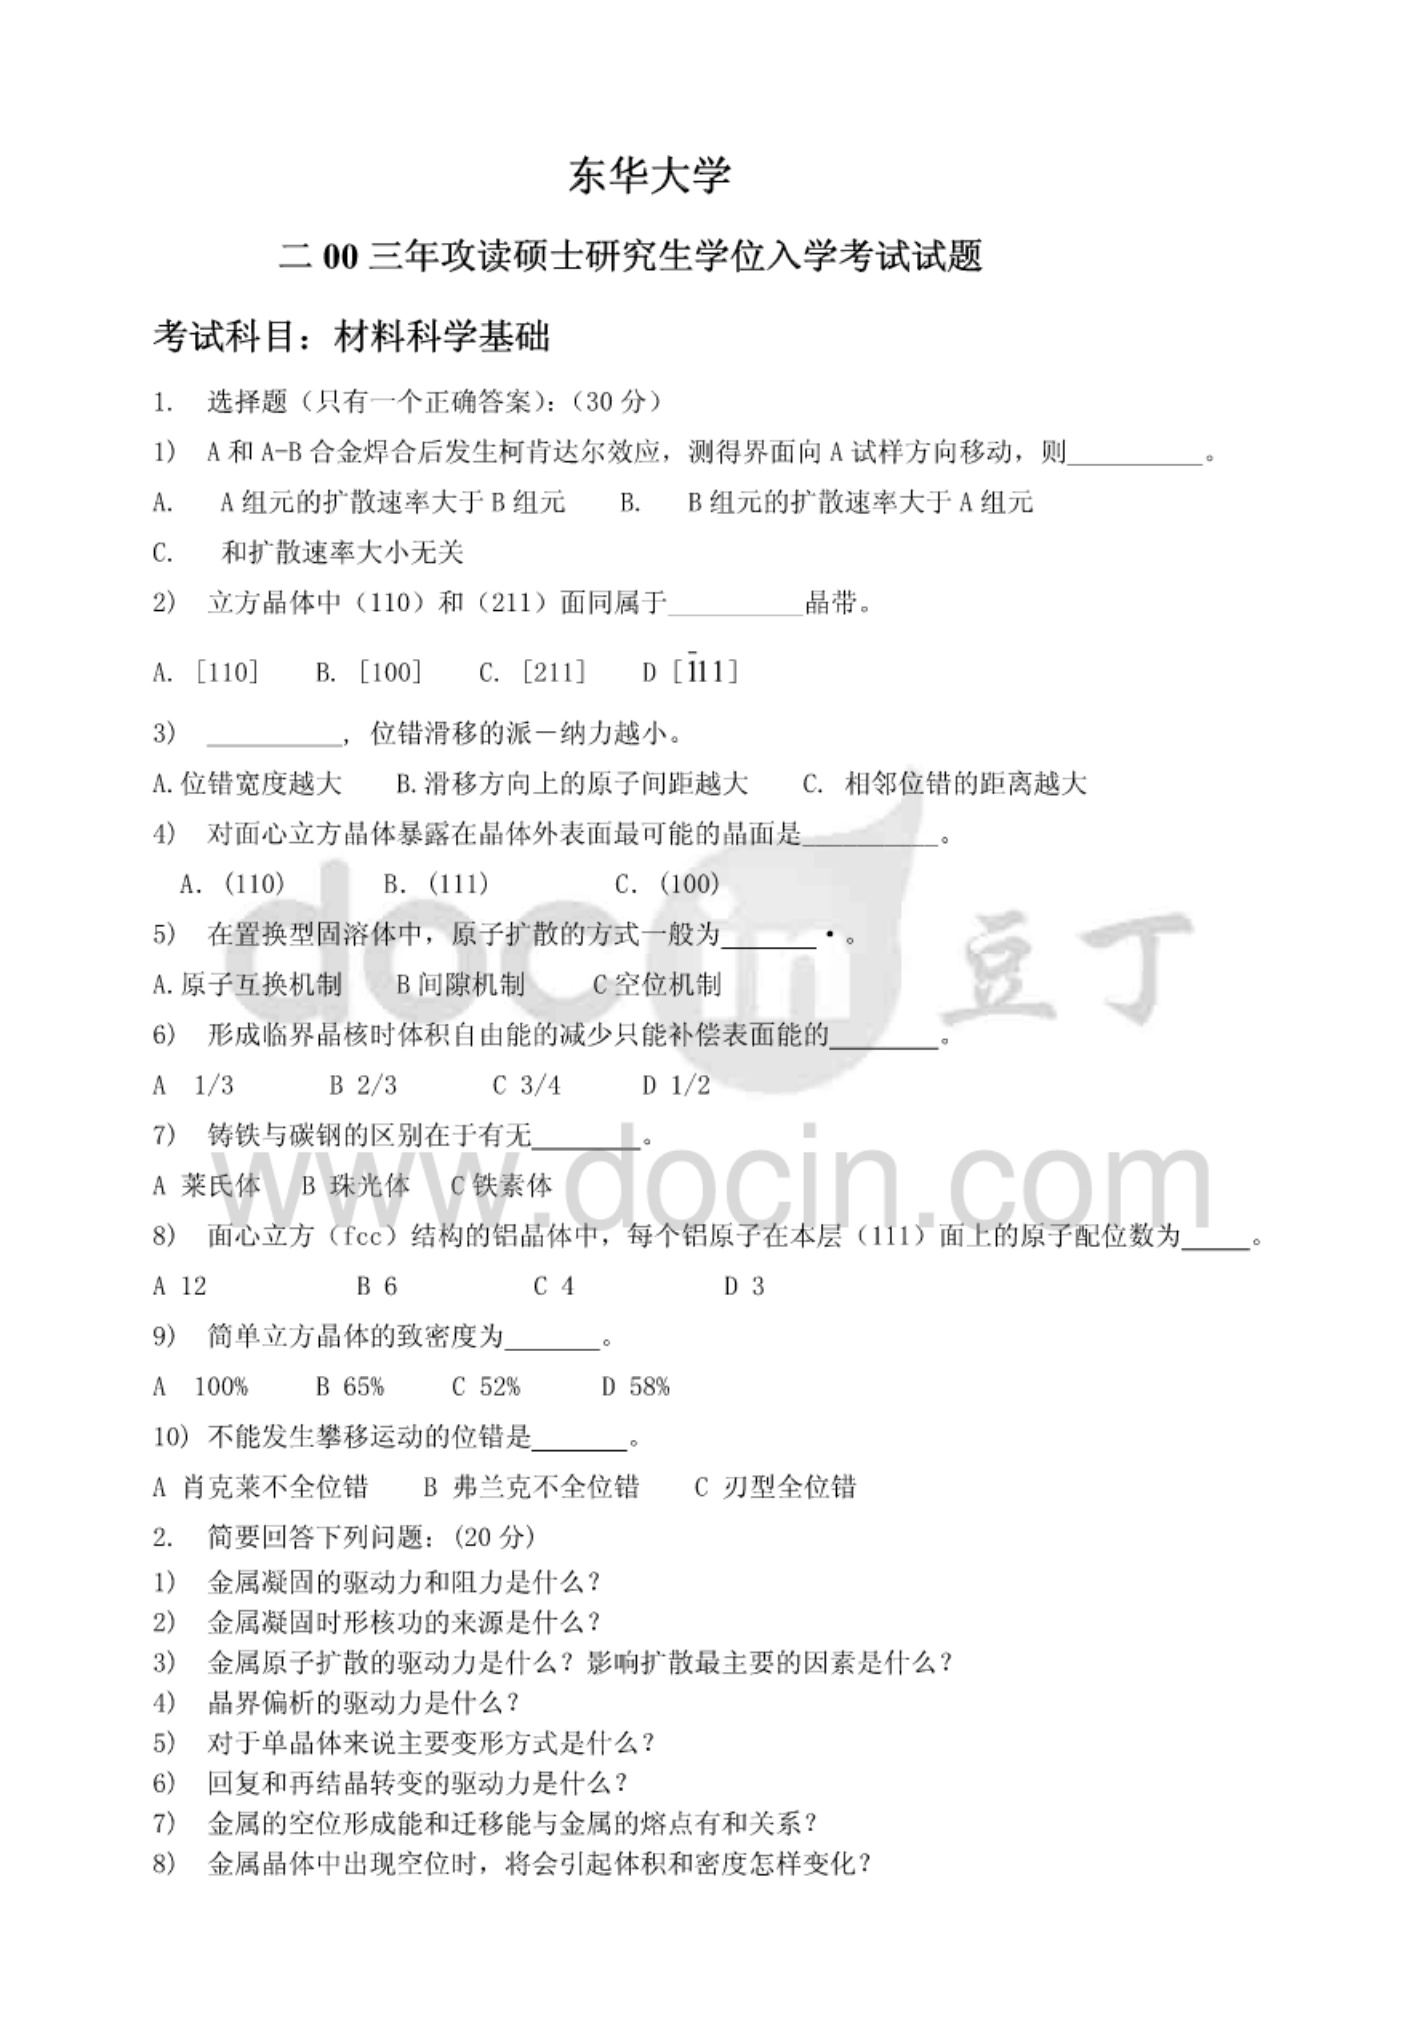 东华大学
二 00 三年攻读硕士研究生学位入学考试试题
考试科目：材料科学基础
1. 选择题（只有一个正确答案）：（30 分）
1) A 和 A-B 合金焊合后发生柯肯达尔效应，测得界面向 A 试样方向移动，则__________。
A. A 组元的扩散速率大于 B 组元 B. B 组元的扩散速率大于 A 组元
C. 和扩散速率大小无关
2) 立方晶体中（110）和（211）面同属于__________晶带。
A. [110] B. [100] C. [211] D [1̄11]
3) __________，位错滑移的派－纳力越小。
A.位错宽度越大 B.滑移方向上的原子间距越大 C. 相邻位错的距离越大
4) 对面心立方晶体暴露在晶体外表面最可能的晶面是__________。
A. (110) B. (111) C. (100)
5) 在置换型固溶体中，原子扩散的方式一般为_______·。
A.原子互换机制 B 间隙机制 C 空位机制
6) 形成临界晶核时体积自由能的减少只能补偿表面能的________。
A 1/3 B 2/3 C 3/4 D 1/2
7) 铸铁与碳钢的区别在于有无________。
A 莱氏体 B 珠光体 C 铁素体
8) 面心立方（fcc）结构的铝晶体中，每个铝原子在本层（111）面上的原子配位数为_____。
A 12 B 6 C 4 D 3
9) 简单立方晶体的致密度为_______。
A 100% B 65% C 52% D 58%
10) 不能发生攀移运动的位错是_______。
A 肖克莱不全位错 B 弗兰克不全位错 C 刃型全位错
2. 简要回答下列问题：(20 分)
1) 金属凝固的驱动力和阻力是什么？
2) 金属凝固时形核功的来源是什么？
3) 金属原子扩散的驱动力是什么？影响扩散最主要的因素是什么？
4) 晶界偏析的驱动力是什么？
5) 对于单晶体来说主要变形方式是什么？
6) 回复和再结晶转变的驱动力是什么？
7) 金属的空位形成能和迁移能与金属的熔点有和关系？
8) 金属晶体中出现空位时，将会引起体积和密度怎样变化？
docin 豆丁
www.docin.com